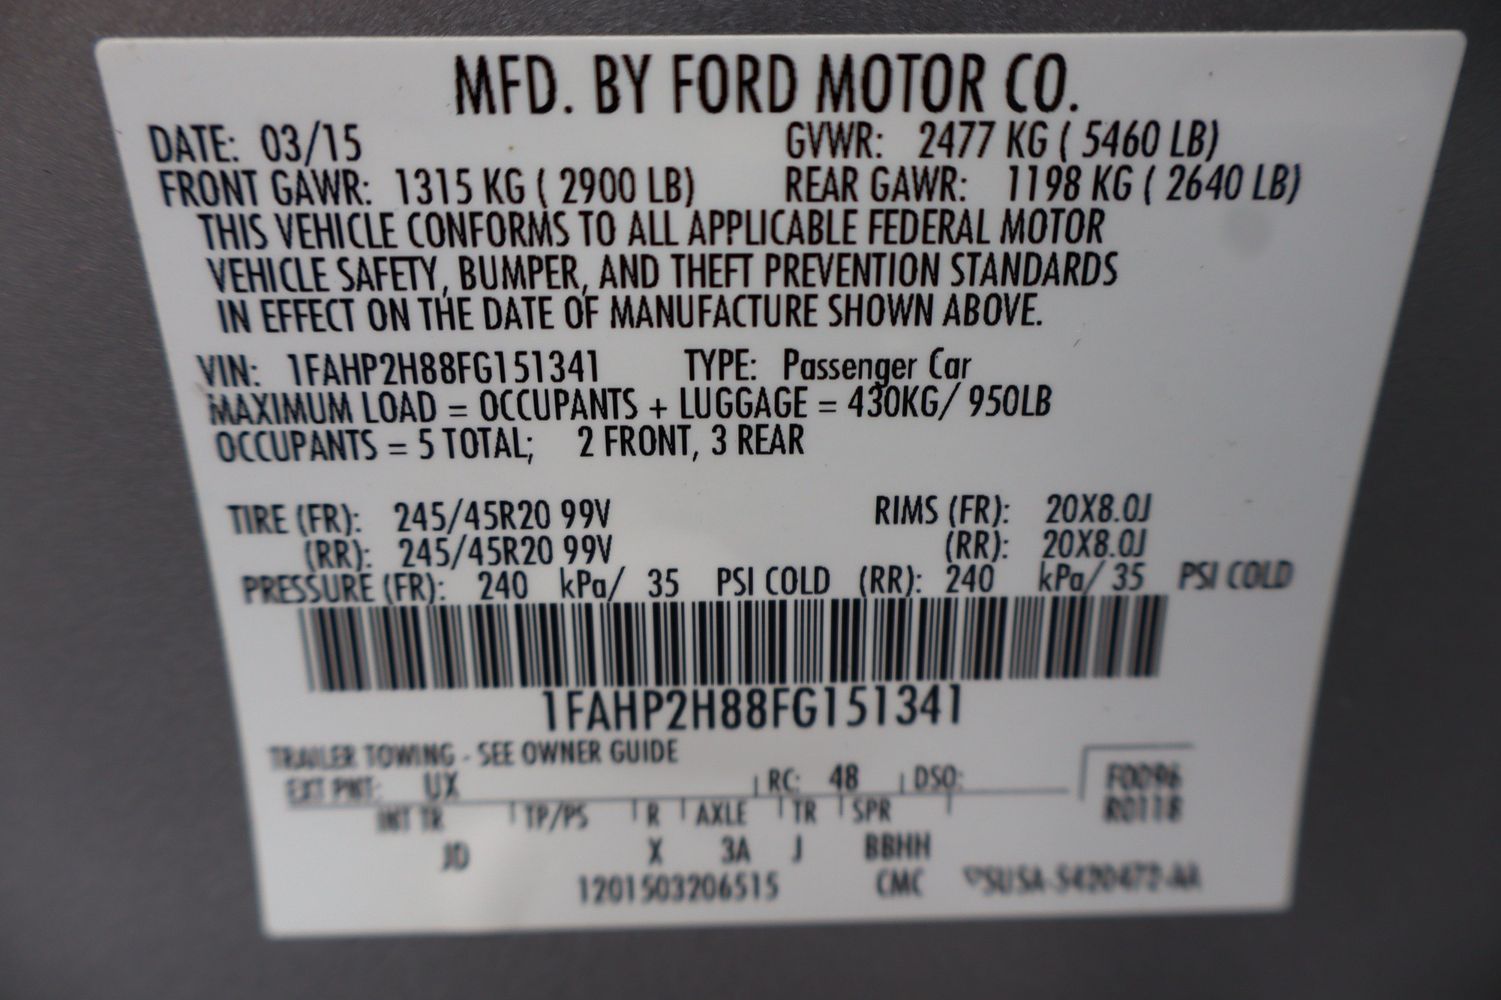 MFD. BY FORD MOTOR CO.
DATE: 03/15 GVWR: 2477 KG ( 5460 LB)
FRONT GAWR: 1315 KG ( 2900 LB) REAR GAWR: 1198 KG ( 2640 LB)
THIS VEHICLE CONFORMS TO ALL APPLICABLE FEDERAL MOTOR
VEHICLE SAFETY, BUMPER, AND THEFT PREVENTION STANDARDS
IN EFFECT ON THE DATE OF MANUFACTURE SHOWN ABOVE.
VIN: 1FAHP2H88FG151341 TYPE: Passenger Car
MAXIMUM LOAD = OCCUPANTS + LUGGAGE = 430KG/ 950LB
OCCUPANTS = 5 TOTAL; 2 FRONT, 3 REAR
TIRE (FR): 245/45R20 99V RIMS (FR): 20X8.0J
(RR): 245/45R20 99V (RR): 20X8.0J
PRESSURE (FR): 240 kPa/ 35 PSI COLD (RR): 240 kPa/ 35 PSI COLD
1FAHP2H88FG151341
TRAILER TOWING - SEE OWNER GUIDE
EXT PNT: UX RC: 48 DSO: F0096
INT TR TP/PS R AXLE TR SPR R0118
JD X 3A J BBHH
1201503206515 CMC